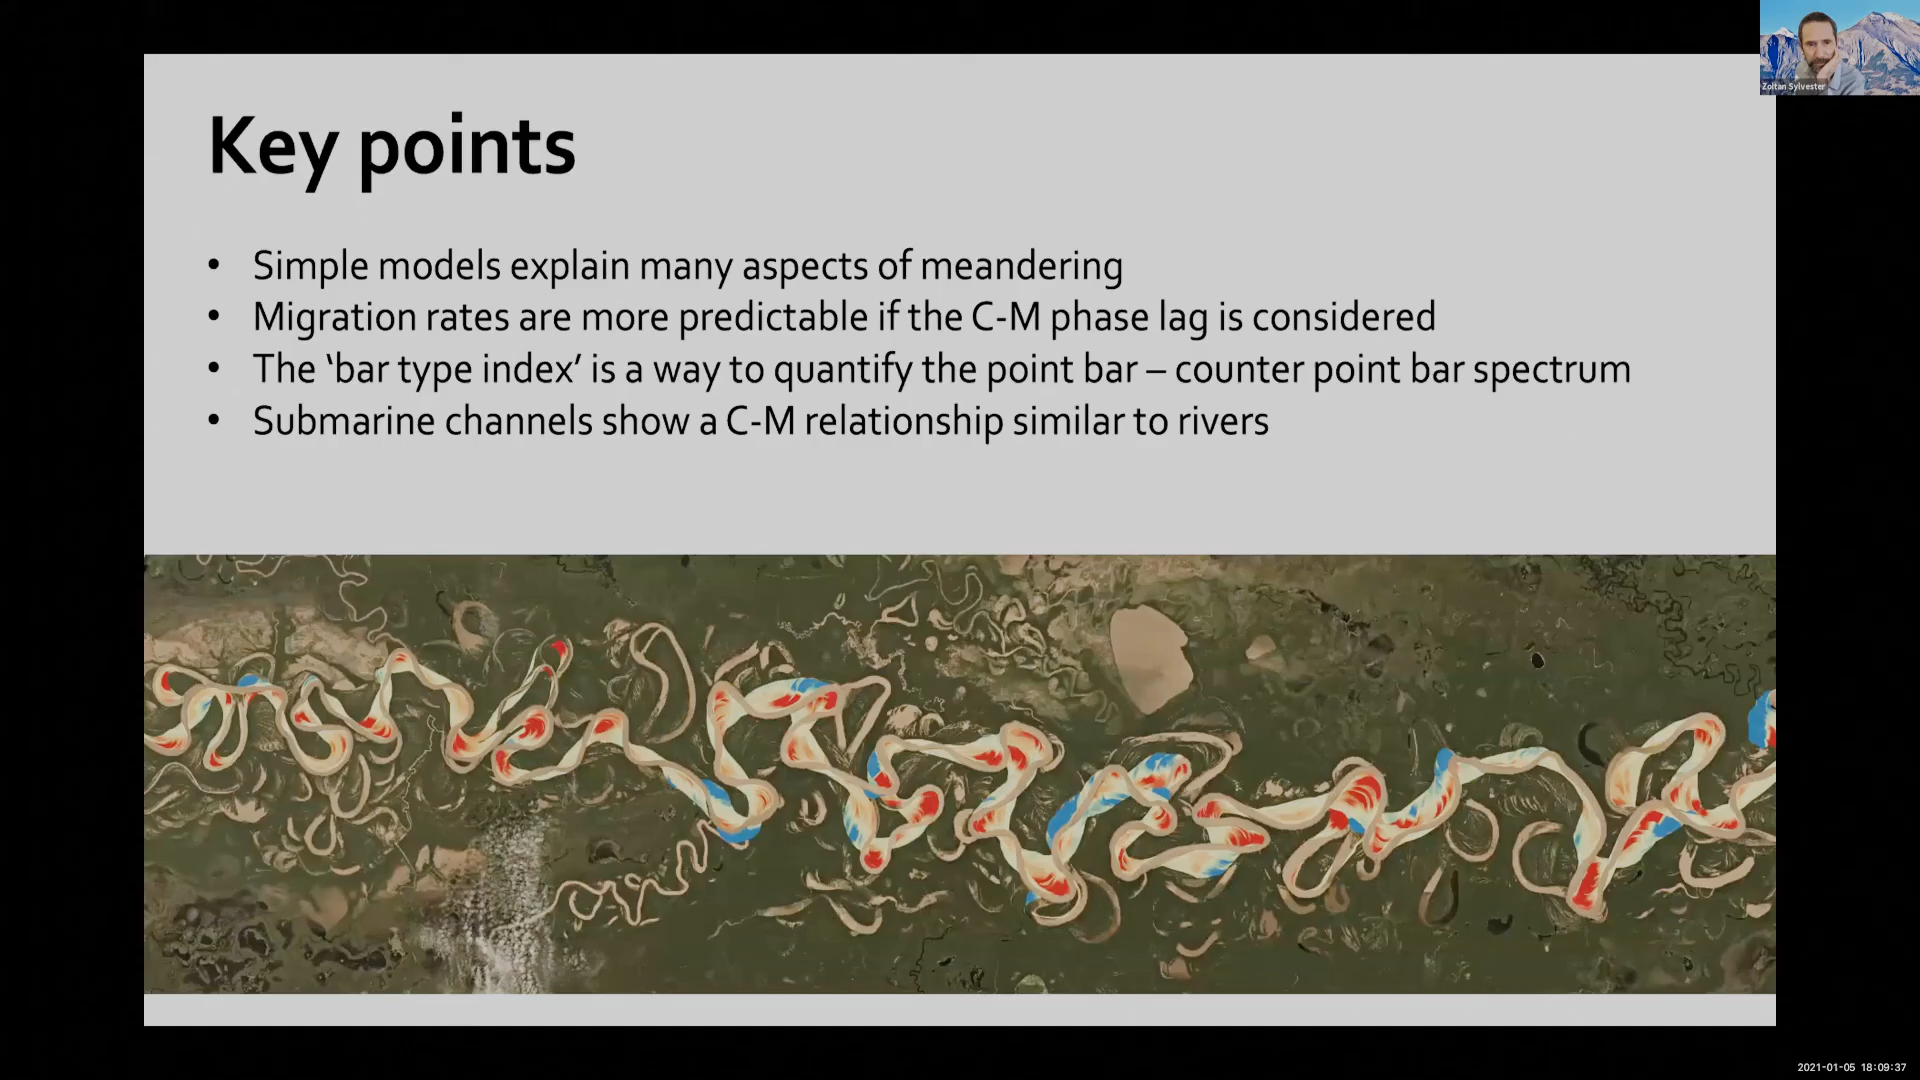 Zoltan Sylvester
Key points
• Simple models explain many aspects of meandering
• Migration rates are more predictable if the C-M phase lag is considered
• The ‘bar type index’ is a way to quantify the point bar – counter point bar spectrum
• Submarine channels show a C-M relationship similar to rivers
2021-01-05 18:09:37